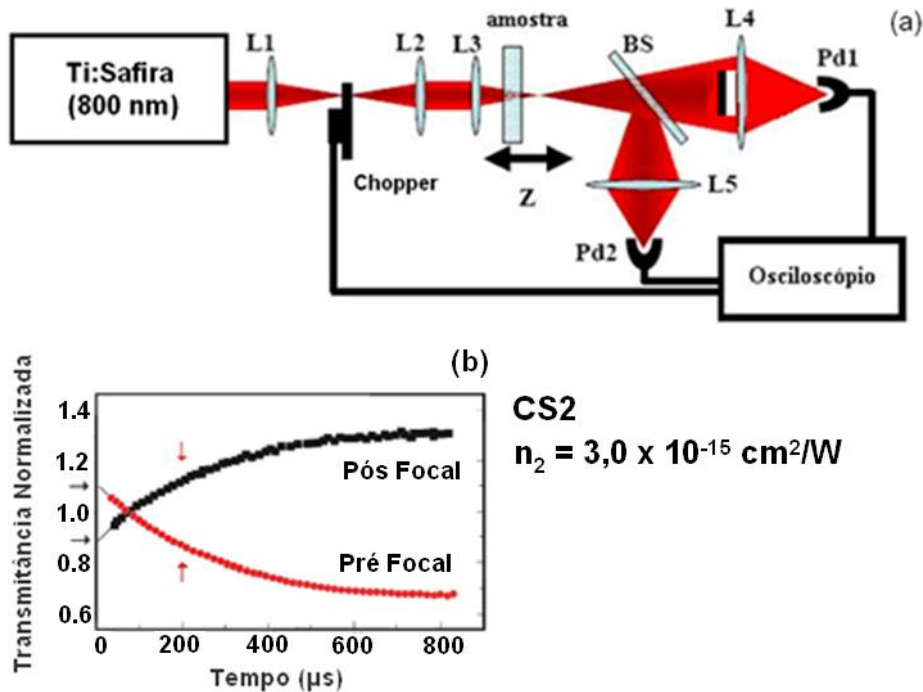 (a)
Ti:Safira
(800 nm)
L1
L2
L3
amostra
BS
L4
Pd1
Chopper
Z
L5
Pd2
Osciloscópio
(b)
Transmitância Normalizada
1.4
1.2
1.0
0.8
0.6
Pós Focal
Pré Focal
0 200 400 600 800
Tempo (μs)
CS2
n₂ = 3,0 x 10⁻¹⁵ cm²/W